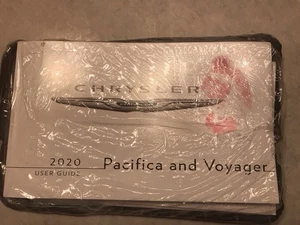 CHRYSLER
2020 Pacifica and Voyager
USER GUIDE